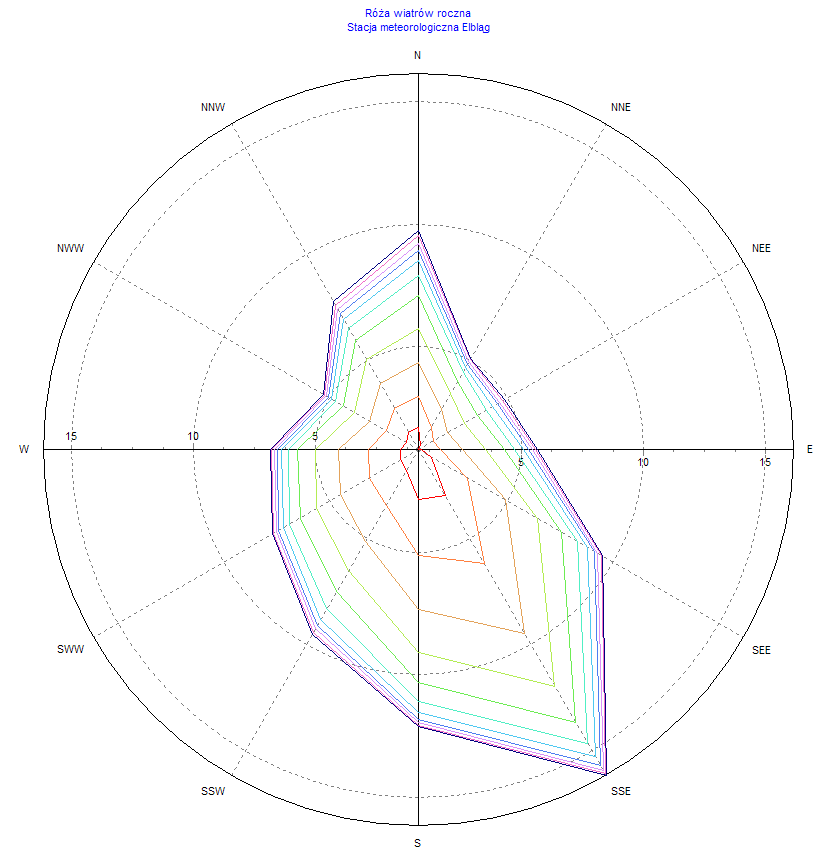 Róża wiatrów roczna
Stacja meteorologiczna Elbląg
N
NNW
NNE
NWW
NEE
W
15
10
5
5
10
15
E
SWW
SEE
SSW
SSE
S